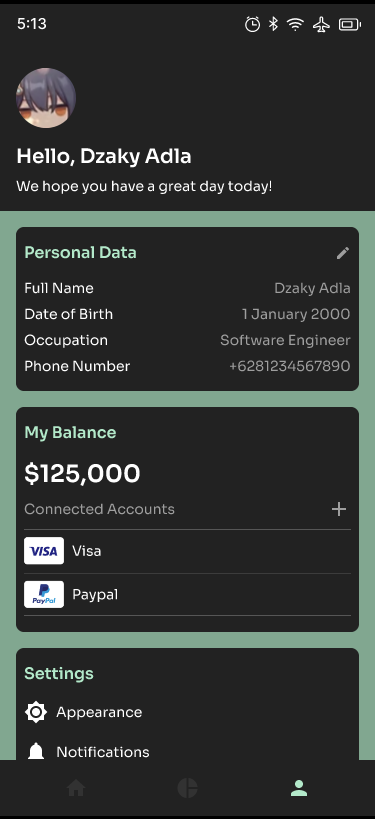 5:13
Hello, Dzaky Adla
We hope you have a great day today!
Personal Data
Full Name Dzaky Adla
Date of Birth 1 January 2000
Occupation Software Engineer
Phone Number +6281234567890
My Balance
$125,000
Connected Accounts
VISA Visa
PayPal Paypal
Settings
Appearance
Notifications